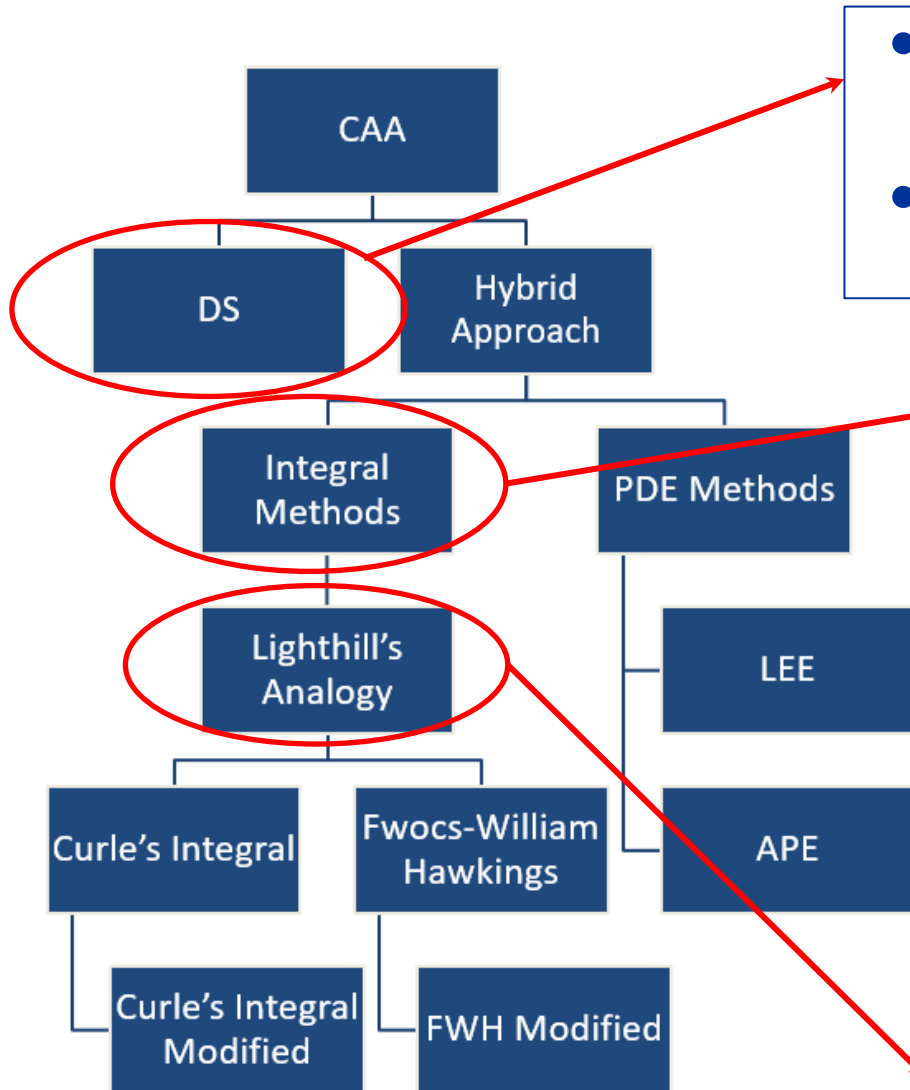 CAA
DS
Hybrid
Approach
Integral
Methods
PDE Methods
Lighthill's
Analogy
LEE
Curle's Integral
Fwocs-William
Hawkings
APE
Curle's Integral
Modified
FWH Modified